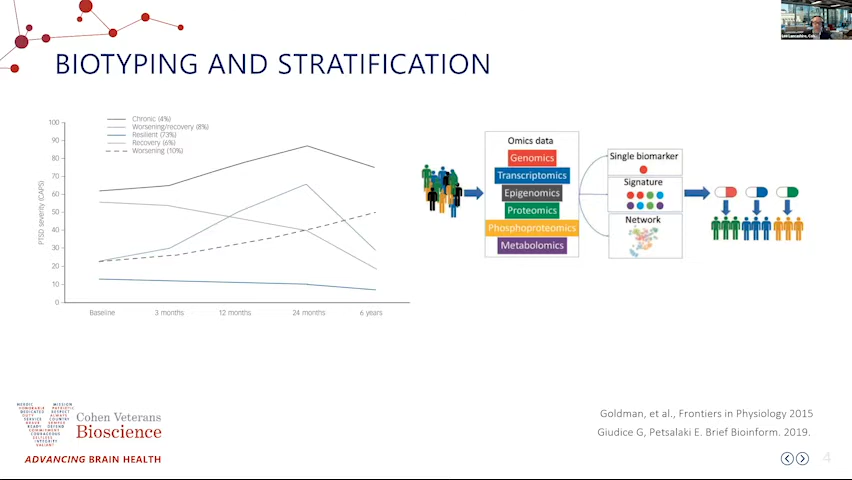 BIOTYPING AND STRATIFICATION
100
90
80
70
60
50
40
30
20
10
0
PTSD severity (CAPS)
Chronic (4%)
Worsening/recovery (8%)
Resilient (73%)
Recovery (6%)
Worsening (10%)
Baseline
3 months
12 months
24 months
6 years
Omics data
Genomics
Transcriptomics
Epigenomics
Proteomics
Phosphoproteomics
Metabolomics
Single biomarker
Signature
Network
Cohen Veterans
Bioscience
ADVANCING BRAIN HEALTH
Goldman, et al., Frontiers in Physiology 2015
Giudice G, Petsalaki E. Brief Bioinform. 2019.
4